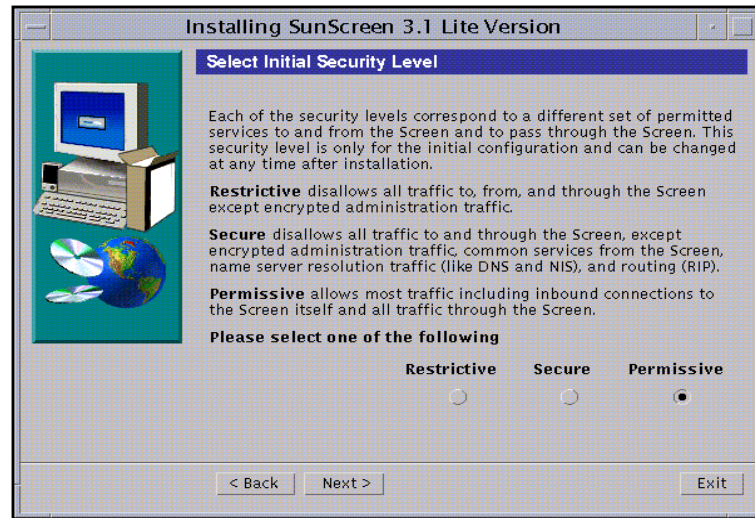 Installing SunScreen 3.1 Lite Version
Select Initial Security Level
Each of the security levels correspond to a different set of permitted
services to and from the Screen and to pass through the Screen. This
security level is only for the initial configuration and can be changed
at any time after installation.
Restrictive disallows all traffic to, from, and through the Screen
except encrypted administration traffic.
Secure disallows all traffic to and through the Screen, except
encrypted administration traffic, common services from the Screen,
name server resolution traffic (like DNS and NIS), and routing (RIP).
Permissive allows most traffic including inbound connections to
the Screen itself and all traffic through the Screen.
Please select one of the following
Restrictive Secure Permissive
< Back Next > Exit